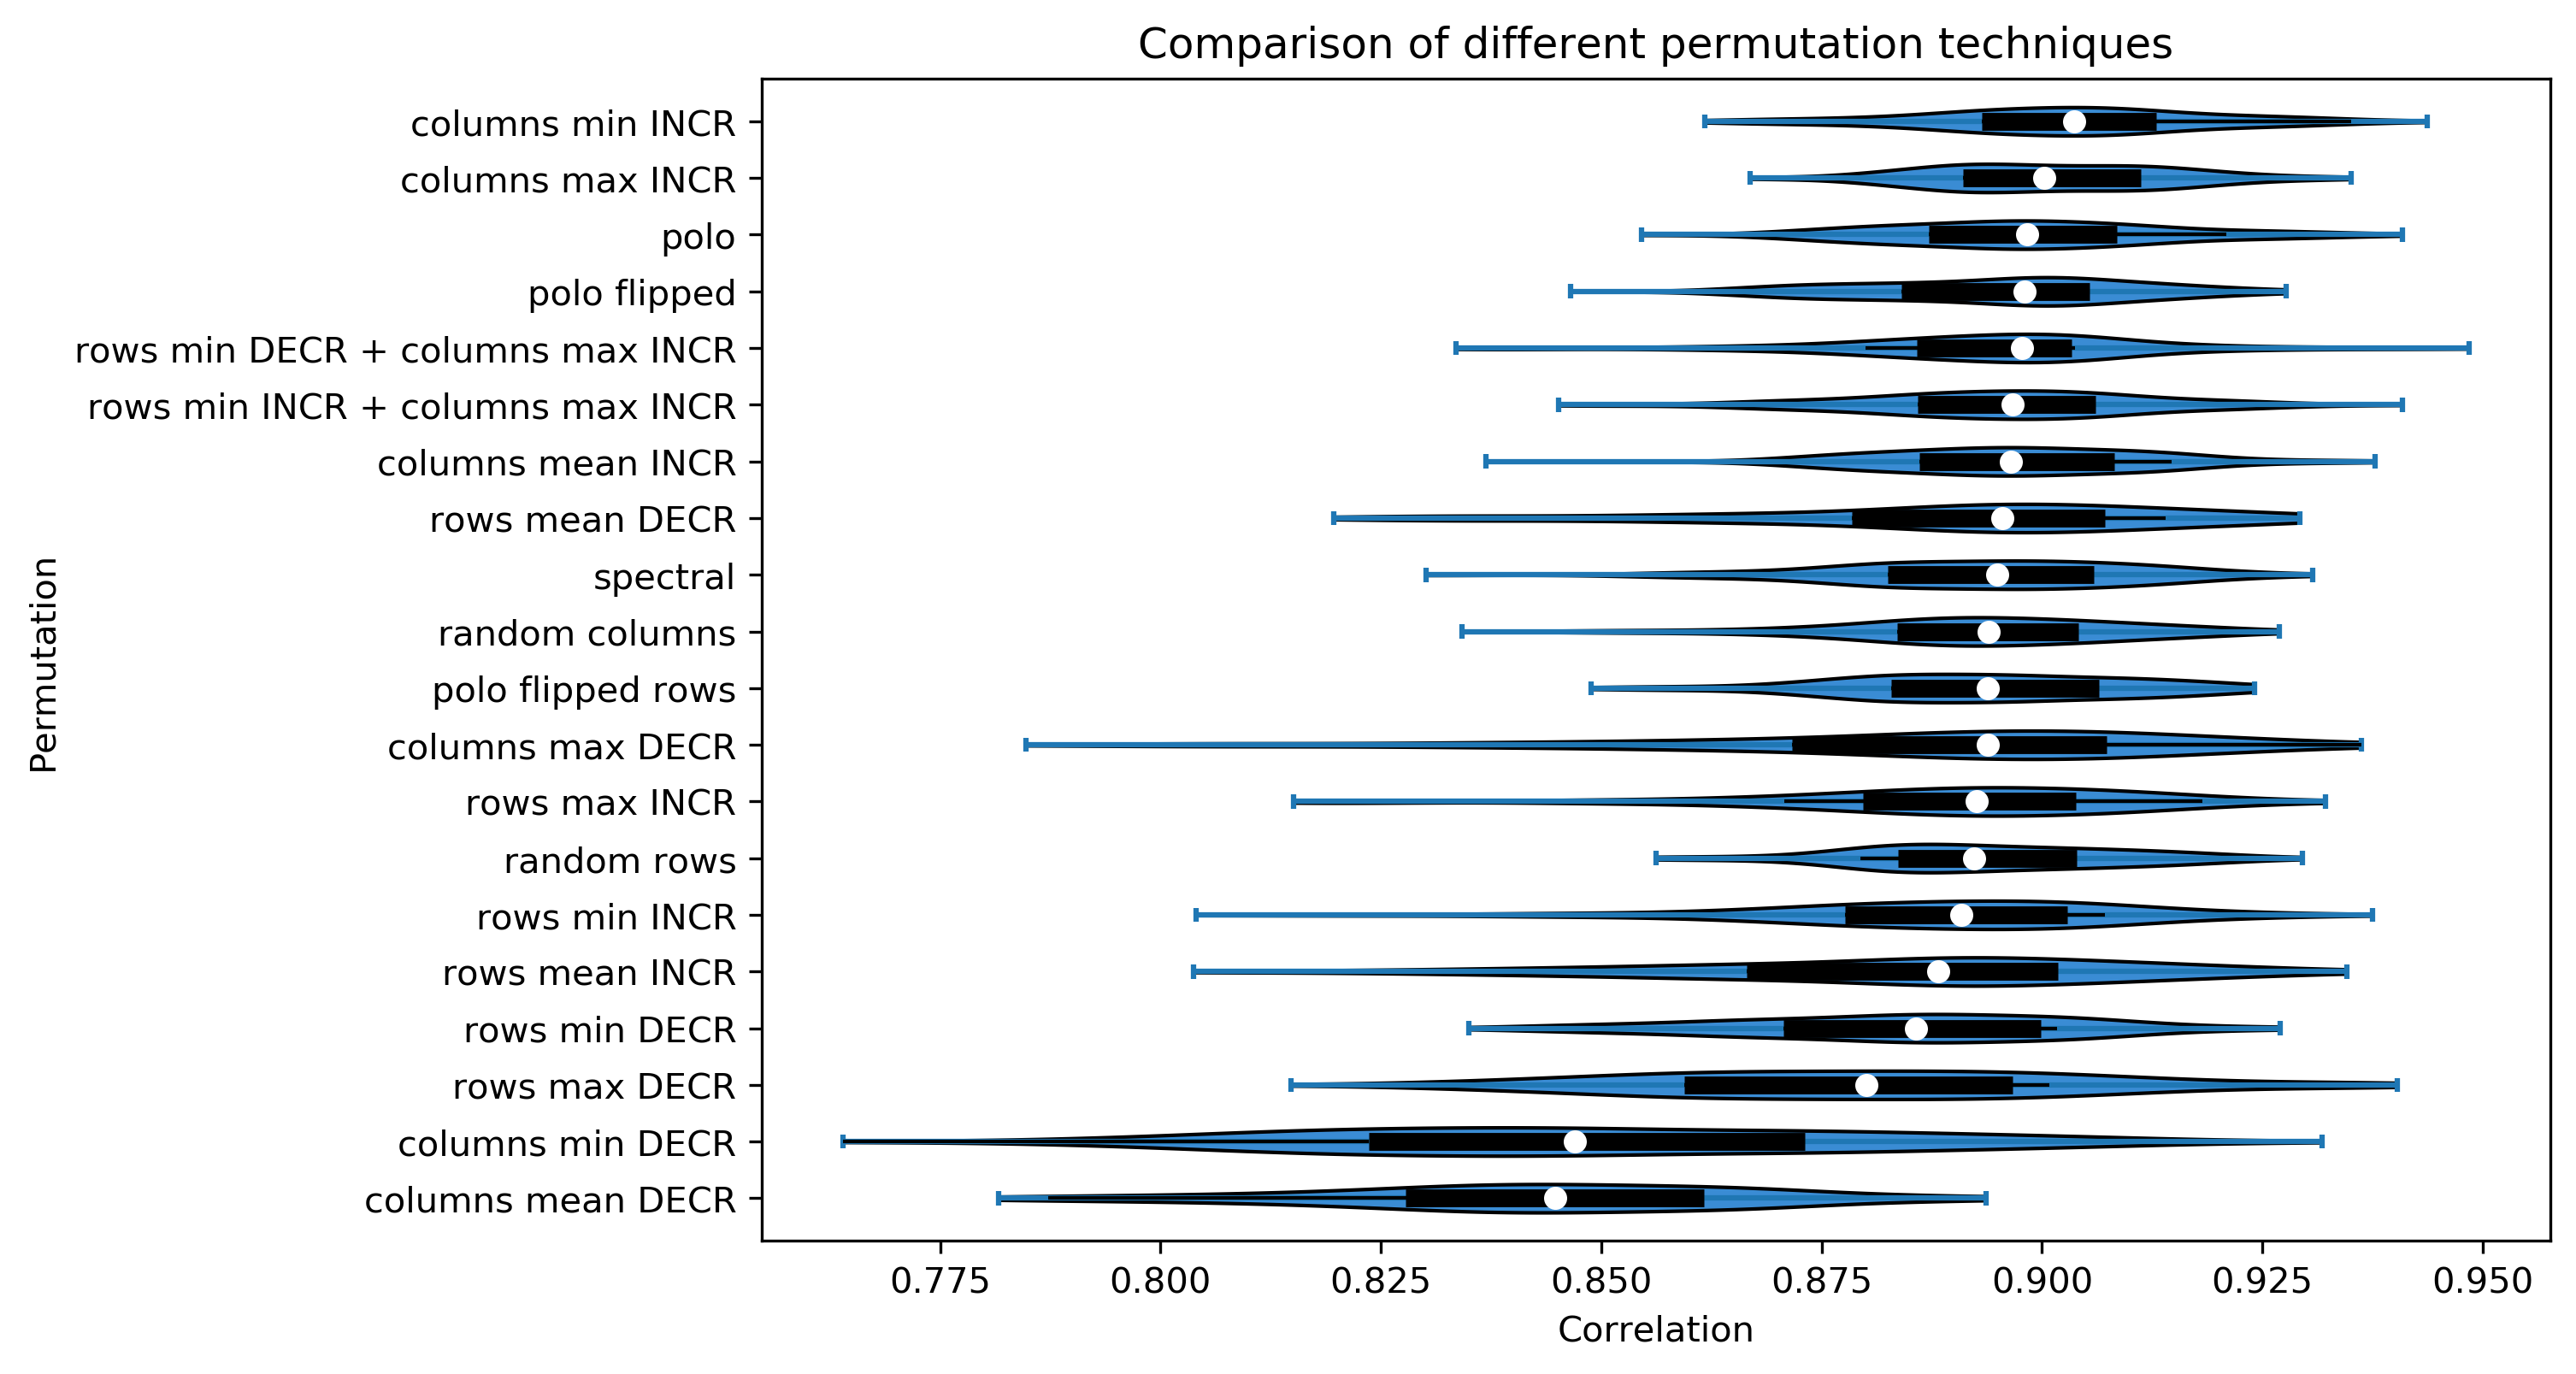 Comparison of different permutation techniques
Permutation
columns min INCR
columns max INCR
polo
polo flipped
rows min DECR + columns max INCR
rows min INCR + columns max INCR
columns mean INCR
rows mean DECR
spectral
random columns
polo flipped rows
columns max DECR
rows max INCR
random rows
rows min INCR
rows mean INCR
rows min DECR
rows max DECR
columns min DECR
columns mean DECR
0.775 0.800 0.825 0.850 0.875 0.900 0.925 0.950
Correlation